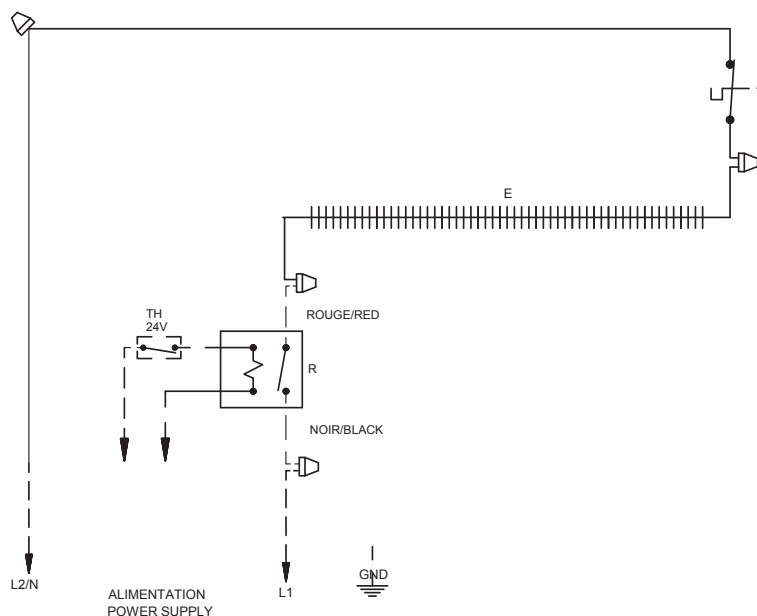 E
ROUGE/RED
TH
24V
R
NOIR/BLACK
L2/N
ALIMENTATION
POWER SUPPLY
L1
GND